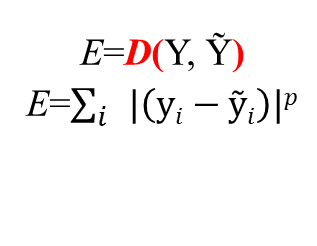 E=D(Y, Ỹ)
E=∑ᵢ |(yᵢ − ỹᵢ)|ᵖ